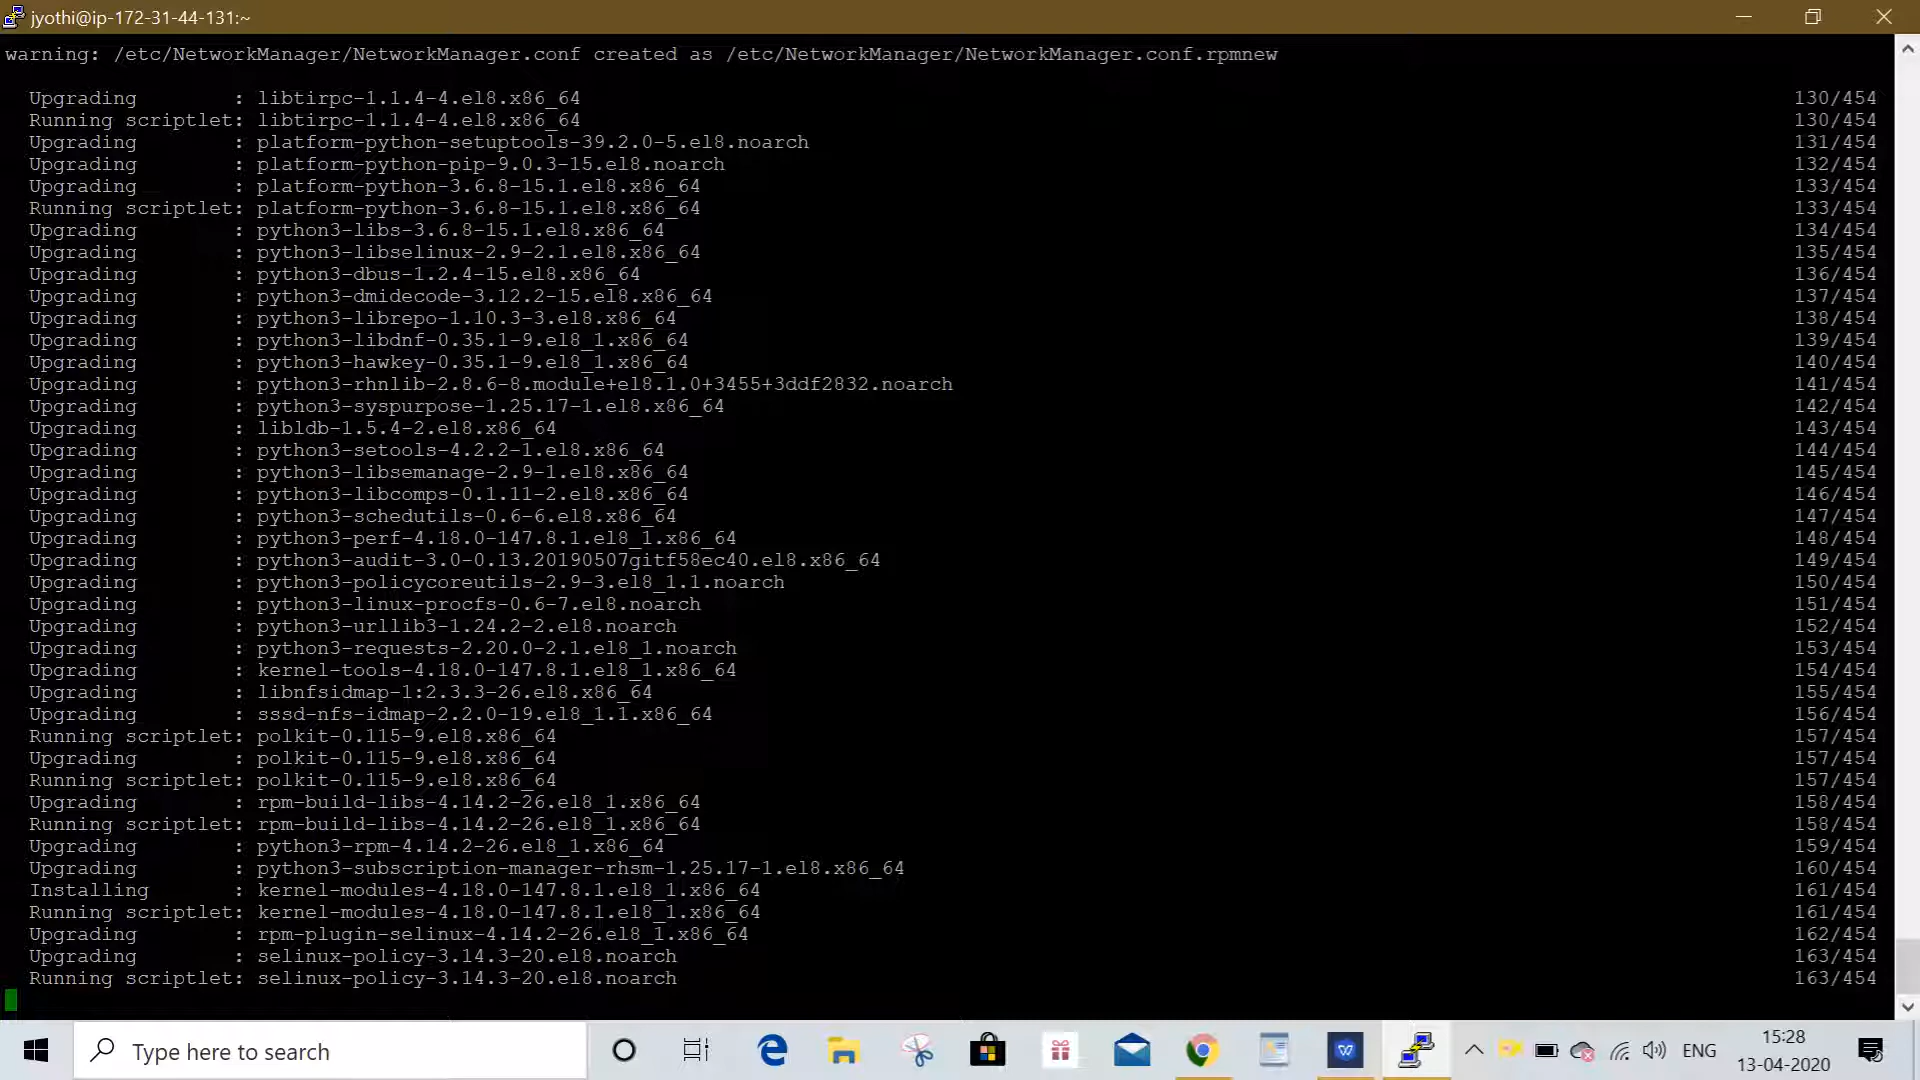 jyothi@ip-172-31-44-131:~
warning: /etc/NetworkManager/NetworkManager.conf created as /etc/NetworkManager/NetworkManager.conf.rpmnew
Upgrading : libtirpc-1.1.4-4.el8.x86_64 130/454
Running scriptlet: libtirpc-1.1.4-4.el8.x86_64 130/454
Upgrading : platform-python-setuptools-39.2.0-5.el8.noarch 131/454
Upgrading : platform-python-pip-9.0.3-15.el8.noarch 132/454
Upgrading : platform-python-3.6.8-15.1.el8.x86_64 133/454
Running scriptlet: platform-python-3.6.8-15.1.el8.x86_64 133/454
Upgrading : python3-libs-3.6.8-15.1.el8.x86_64 134/454
Upgrading : python3-libselinux-2.9-2.1.el8.x86_64 135/454
Upgrading : python3-dbus-1.2.4-15.el8.x86_64 136/454
Upgrading : python3-dmidecode-3.12.2-15.el8.x86_64 137/454
Upgrading : python3-librepo-1.10.3-3.el8.x86_64 138/454
Upgrading : python3-libdnf-0.35.1-9.el8_1.x86_64 139/454
Upgrading : python3-hawkey-0.35.1-9.el8_1.x86_64 140/454
Upgrading : python3-rhnlib-2.8.6-8.module+el8.1.0+3455+3ddf2832.noarch 141/454
Upgrading : python3-syspurpose-1.25.17-1.el8.x86_64 142/454
Upgrading : libldb-1.5.4-2.el8.x86_64 143/454
Upgrading : python3-setools-4.2.2-1.el8.x86_64 144/454
Upgrading : python3-libsemanage-2.9-1.el8.x86_64 145/454
Upgrading : python3-libcomps-0.1.11-2.el8.x86_64 146/454
Upgrading : python3-schedutils-0.6-6.el8.x86_64 147/454
Upgrading : python3-perf-4.18.0-147.8.1.el8_1.x86_64 148/454
Upgrading : python3-audit-3.0-0.13.20190507gitf58ec40.el8.x86_64 149/454
Upgrading : python3-policycoreutils-2.9-3.el8_1.1.noarch 150/454
Upgrading : python3-linux-procfs-0.6-7.el8.noarch 151/454
Upgrading : python3-urllib3-1.24.2-2.el8.noarch 152/454
Upgrading : python3-requests-2.20.0-2.1.el8_1.noarch 153/454
Upgrading : kernel-tools-4.18.0-147.8.1.el8_1.x86_64 154/454
Upgrading : libnfsidmap-1:2.3.3-26.el8.x86_64 155/454
Upgrading : sssd-nfs-idmap-2.2.0-19.el8_1.1.x86_64 156/454
Running scriptlet: polkit-0.115-9.el8.x86_64 157/454
Upgrading : polkit-0.115-9.el8.x86_64 157/454
Running scriptlet: polkit-0.115-9.el8.x86_64 157/454
Upgrading : rpm-build-libs-4.14.2-26.el8_1.x86_64 158/454
Running scriptlet: rpm-build-libs-4.14.2-26.el8_1.x86_64 158/454
Upgrading : python3-rpm-4.14.2-26.el8_1.x86_64 159/454
Upgrading : python3-subscription-manager-rhsm-1.25.17-1.el8.x86_64 160/454
Installing : kernel-modules-4.18.0-147.8.1.el8_1.x86_64 161/454
Running scriptlet: kernel-modules-4.18.0-147.8.1.el8_1.x86_64 161/454
Upgrading : rpm-plugin-selinux-4.14.2-26.el8_1.x86_64 162/454
Upgrading : selinux-policy-3.14.3-20.el8.noarch 163/454
Running scriptlet: selinux-policy-3.14.3-20.el8.noarch 163/454
Type here to search
ENG
15:28
13-04-2020